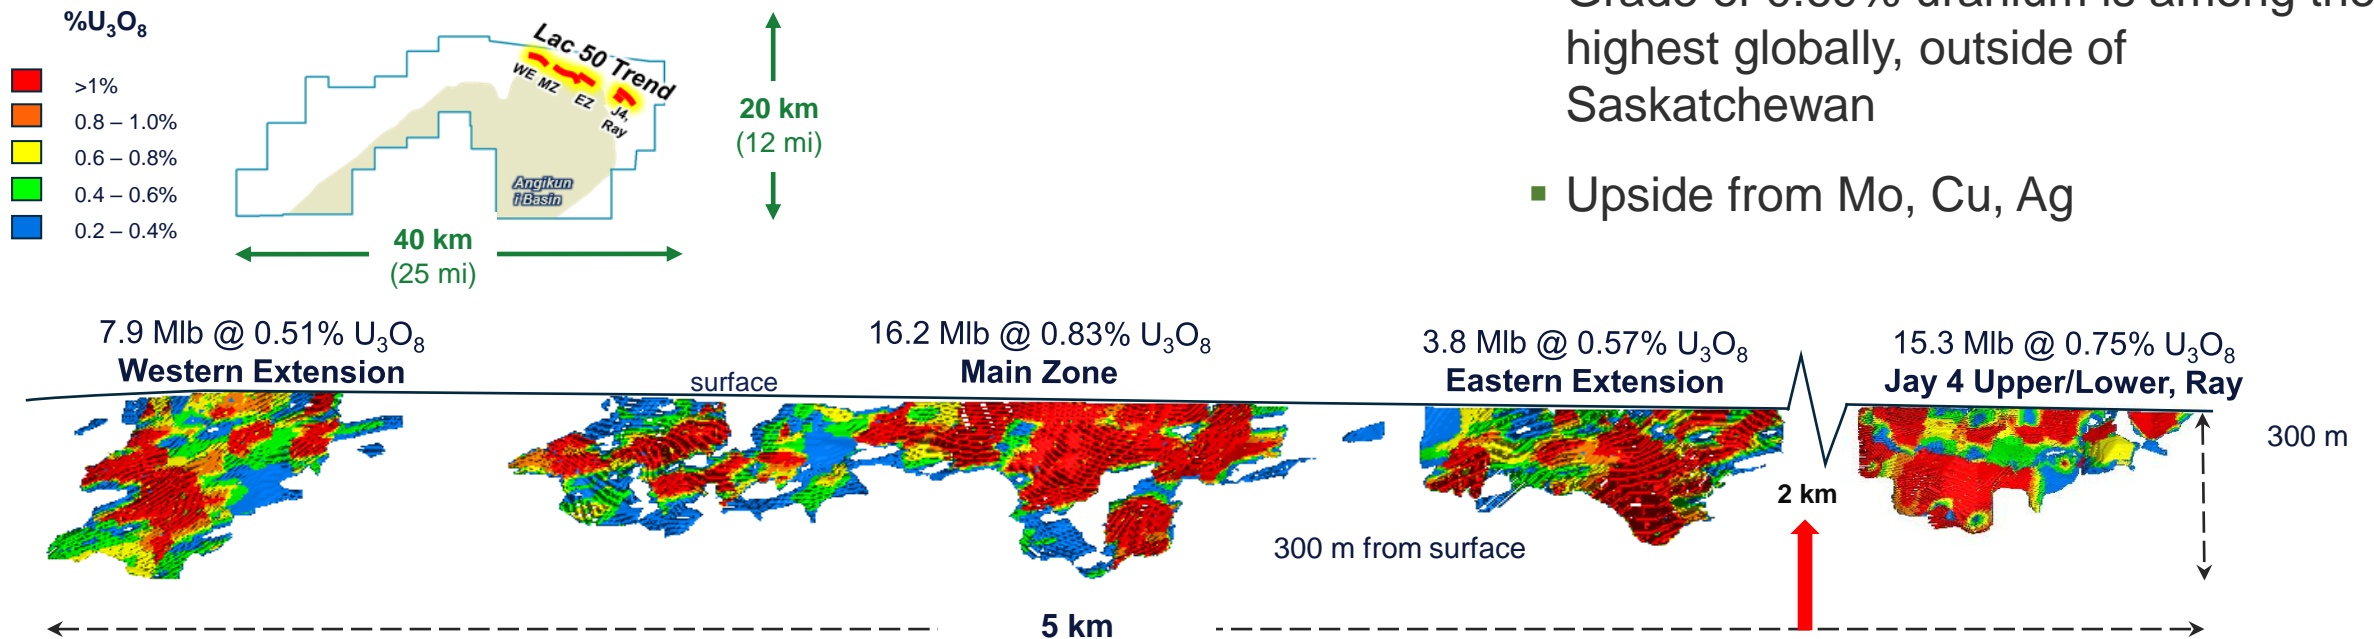 %U₃O₈
>1%
0.8 – 1.0%
0.6 – 0.8%
0.4 – 0.6%
0.2 – 0.4%
Lac 50 Trend
WE MZ EZ J4,
Ray
Angikun
i Basin
20 km
(12 mi)
40 km
(25 mi)
highest globally, outside of
Saskatchewan
▪ Upside from Mo, Cu, Ag
7.9 Mlb @ 0.51% U₃O₈
Western Extension
surface
16.2 Mlb @ 0.83% U₃O₈
Main Zone
3.8 Mlb @ 0.57% U₃O₈
Eastern Extension
15.3 Mlb @ 0.75% U₃O₈
Jay 4 Upper/Lower, Ray
300 m
2 km
300 m from surface
5 km